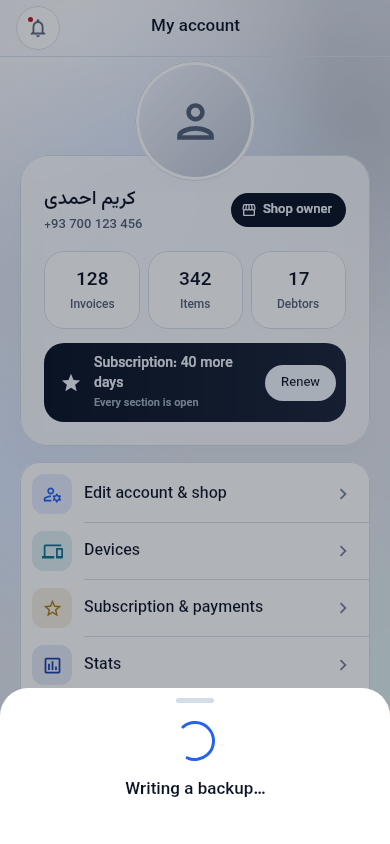 My account
کریم احمدی
+93 700 123 456
Shop owner
128
Invoices
342
Items
17
Debtors
Subscription: 40 more
days
Every section is open
Renew
Edit account & shop
Devices
Subscription & payments
Stats
Writing a backup...